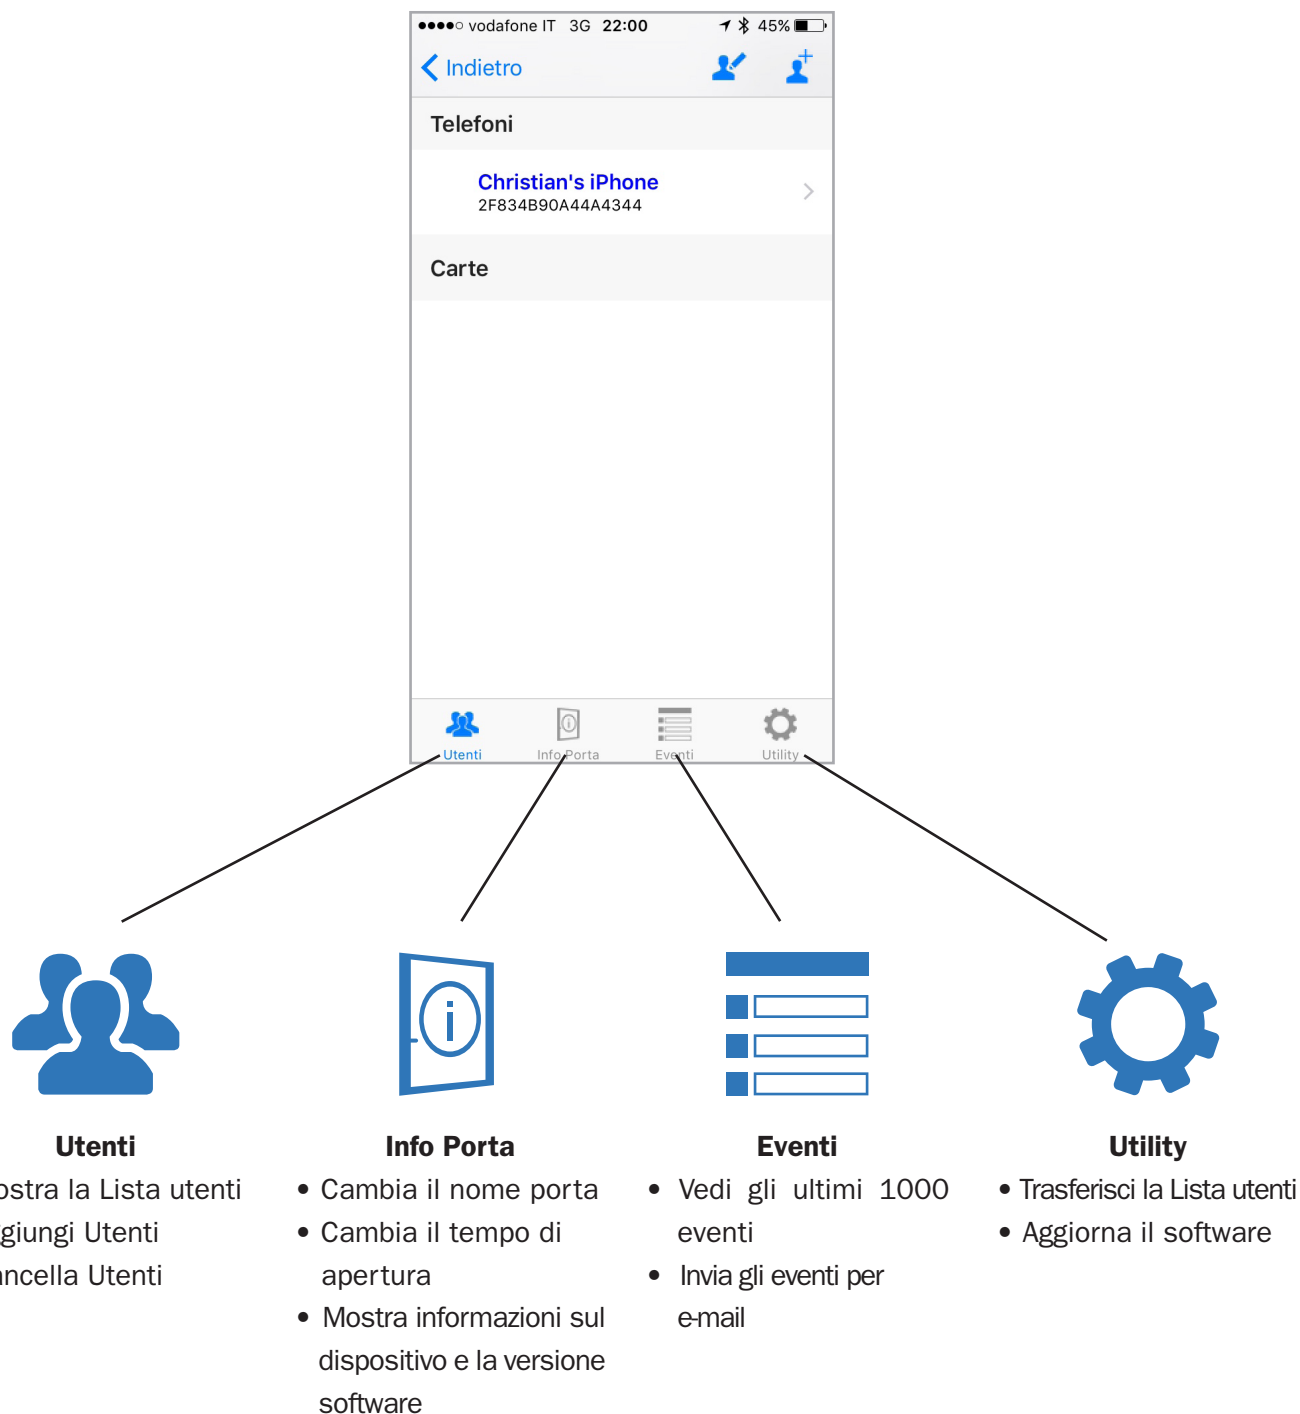 vodafone IT 3G 22:00 45%
Indietro
Telefoni
Christian's iPhone
2F834B90A44A4344
Carte
Utenti Info Porta Eventi Utility
Utenti
ostra la Lista utenti
giungi Utenti
ncella Utenti
Info Porta
• Cambia il nome porta
• Cambia il tempo di
apertura
• Mostra informazioni sul
dispositivo e la versione
software
Eventi
• Vedi gli ultimi 1000
eventi
• Invia gli eventi per
e-mail
Utility
• Trasferisci la Lista utenti
• Aggiorna il software